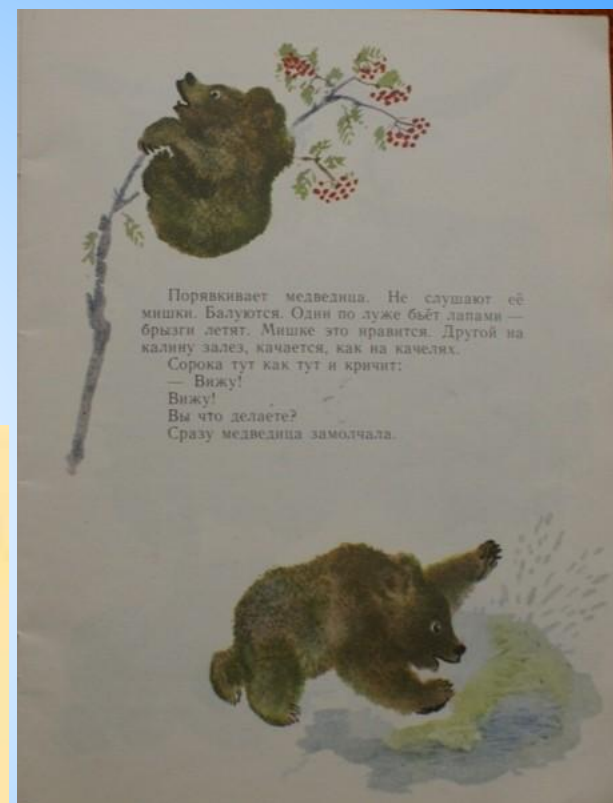 Порявкивает медведица. Не слушают её
мишки. Балуются. Один по луже бьёт лапами —
брызги летят. Мишке это нравится. Другой на
калину залез, качается, как на качелях.
Сорока тут как тут и кричит:
— Вижу!
Вижу!
Вы что делаете?
Сразу медведица замолчала.